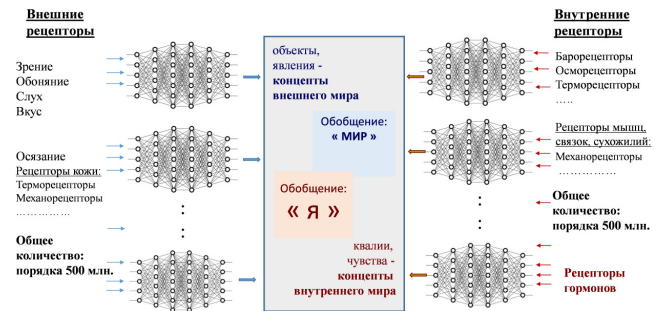 Внешние
рецепторы
Зрение
Обоняние
Слух
Вкус
Осязание
Рецепторы кожи:
Терморецепторы
Механорецепторы
……………
Общее
количество:
порядка 500 млн.
объекты,
явления -
концепты
внешнего мира
Обобщение:
« МИР »
Обобщение:
« Я »
квалии,
чувства -
концепты
внутреннего мира
Внутренние
рецепторы
Барорецепторы
Осморецепторы
Терморецепторы
…..
Рецепторы мышц,
связок, сухожилий:
Механорецепторы
……………
Общее
количество:
порядка 500 млн.
Рецепторы
гормонов